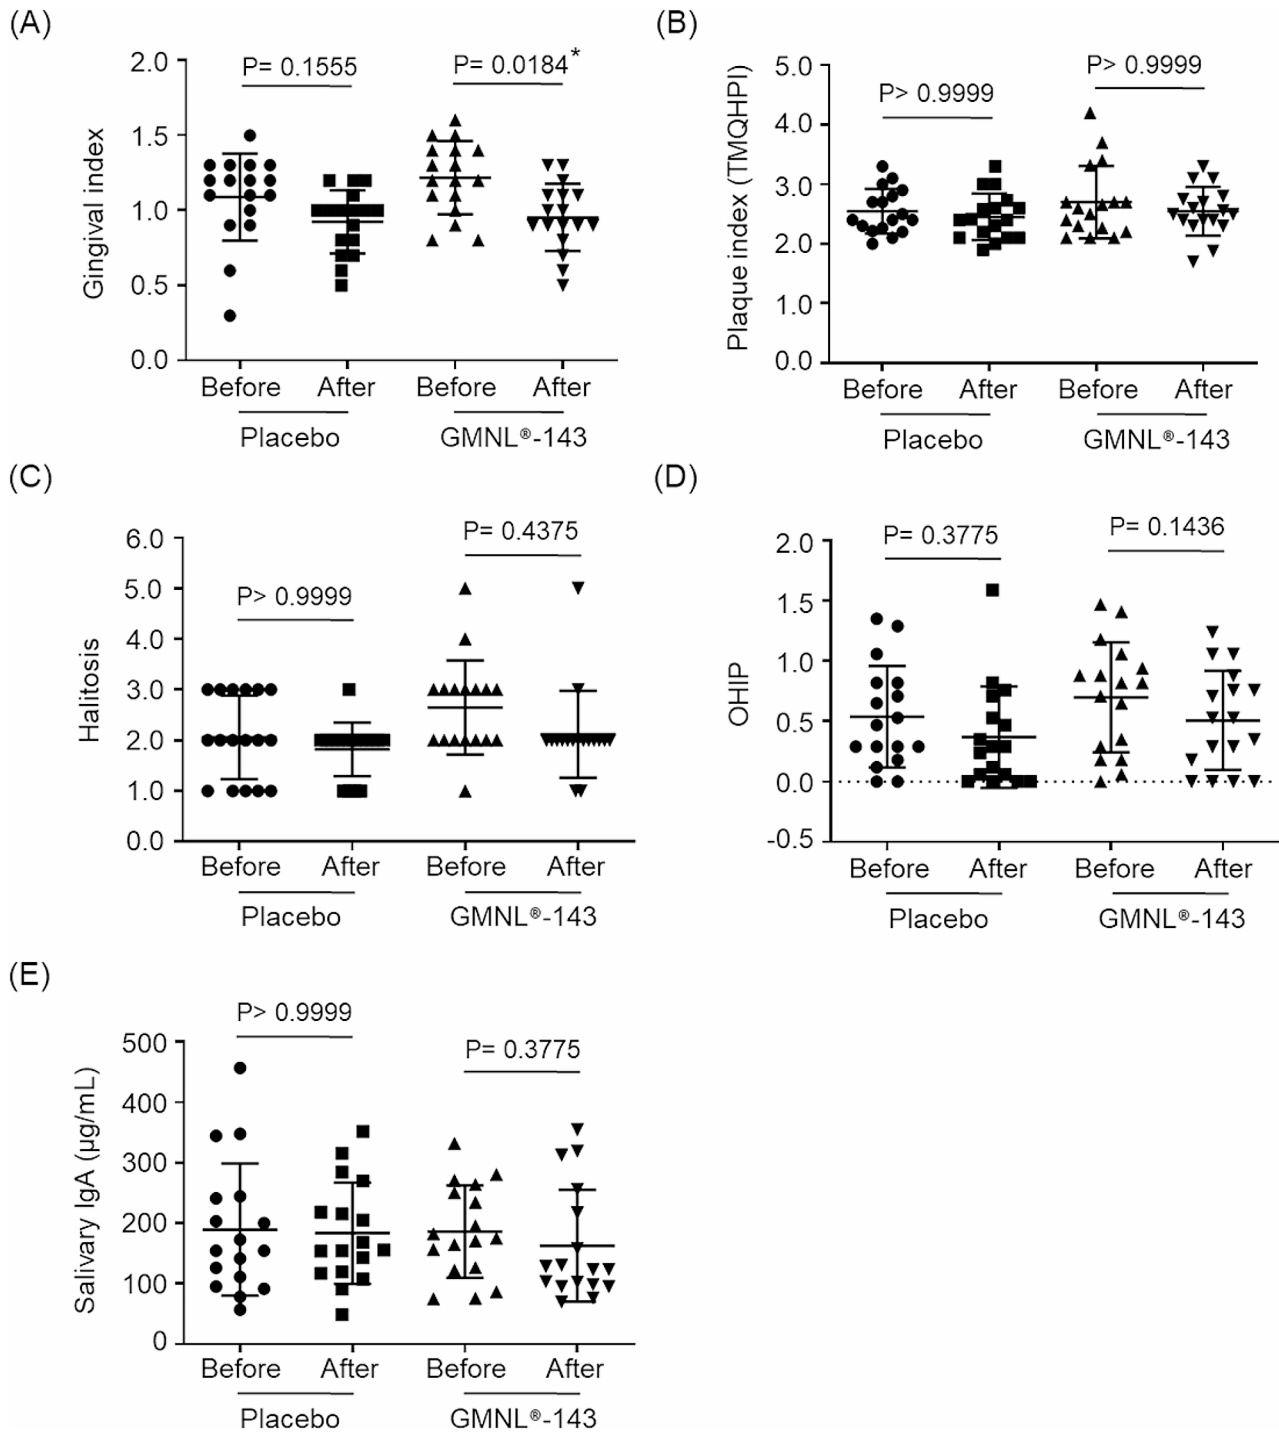 (A)
P= 0.1555
P= 0.0184*
Gingival index
2.0
1.5
1.0
0.5
0.0
Before After Before After
Placebo GMNL®-143
(B)
P> 0.9999
P> 0.9999
Plaque index (TMQHPI)
5.0
4.0
3.0
2.0
1.0
0.0
Before After Before After
Placebo GMNL®-143
(C)
P> 0.9999
P= 0.4375
Halitosis
6.0
5.0
4.0
3.0
2.0
1.0
0.0
Before After Before After
Placebo GMNL®-143
(D)
P= 0.3775
P= 0.1436
OHIP
2.0
1.5
1.0
0.5
0.0
-0.5
Before After Before After
Placebo GMNL®-143
(E)
P> 0.9999
P= 0.3775
Salivary IgA (µg/mL)
500
400
300
200
100
0
Before After Before After
Placebo GMNL®-143